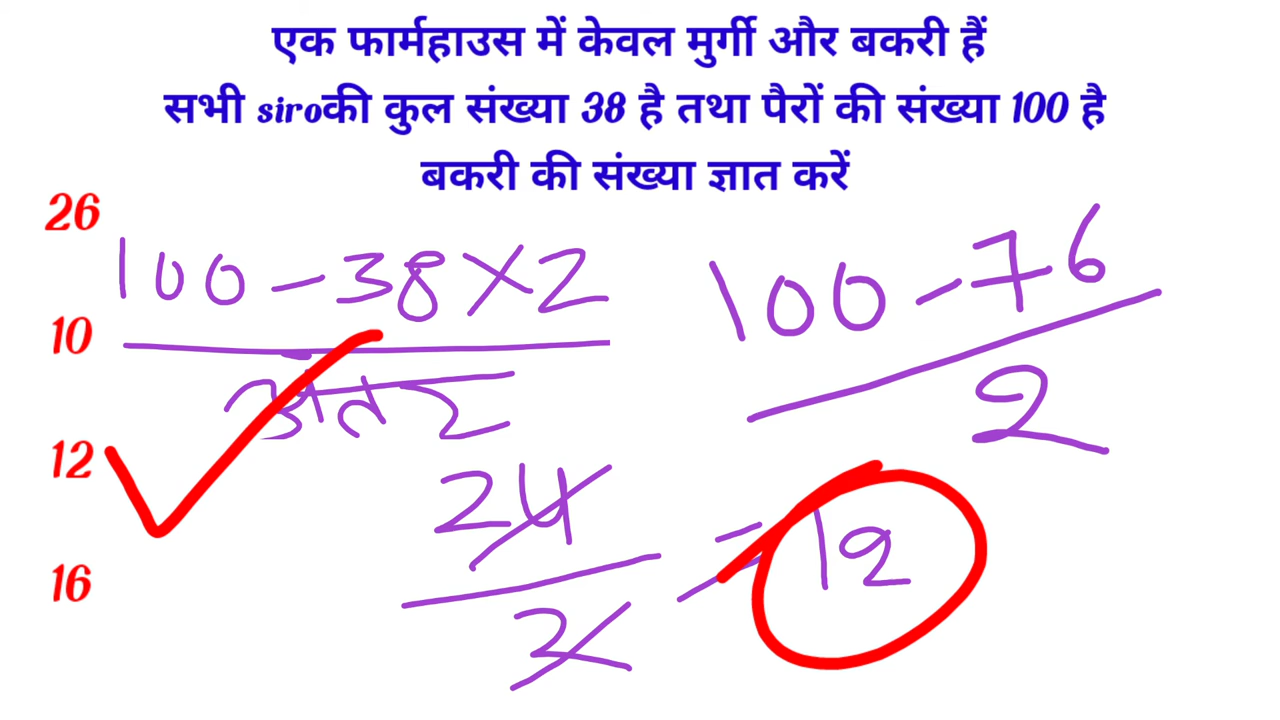 एक फार्महाउस में केवल मुर्गी और बकरी हैं
सभी siroकी कुल संख्या 38 है तथा पैरों की संख्या 100 है
बकरी की संख्या ज्ञात करें
26
10
12
16
100 - 38 X 2
2
100 - 76
2
24
2
= 12